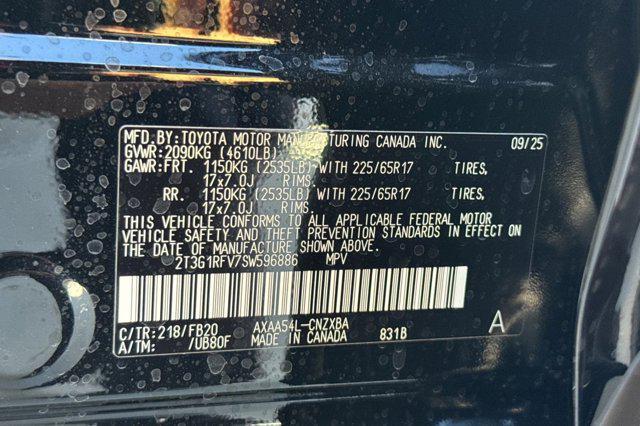 MFD. BY:TOYOTA MOTOR MANUFACTURING CANADA INC. 09/25
GVWR:2090KG (4610LB)
GAWR:FRT. 1150KG (2535LB) WITH 225/65R17 TIRES,
17x7.0J RIMS.
RR. 1150KG (2535LB) WITH 225/65R17 TIRES,
17x7.0J RIMS.
THIS VEHICLE CONFORMS TO ALL APPLICABLE FEDERAL MOTOR
VEHICLE SAFETY AND THEFT PREVENTION STANDARDS IN EFFECT ON
THE DATE OF MANUFACTURE SHOWN ABOVE.
2T3G1RFV7SW596886 MPV
C/TR:218/FB20 AXAA54L-CNZXBA A
A/TM: /UB80F MADE IN CANADA 831B